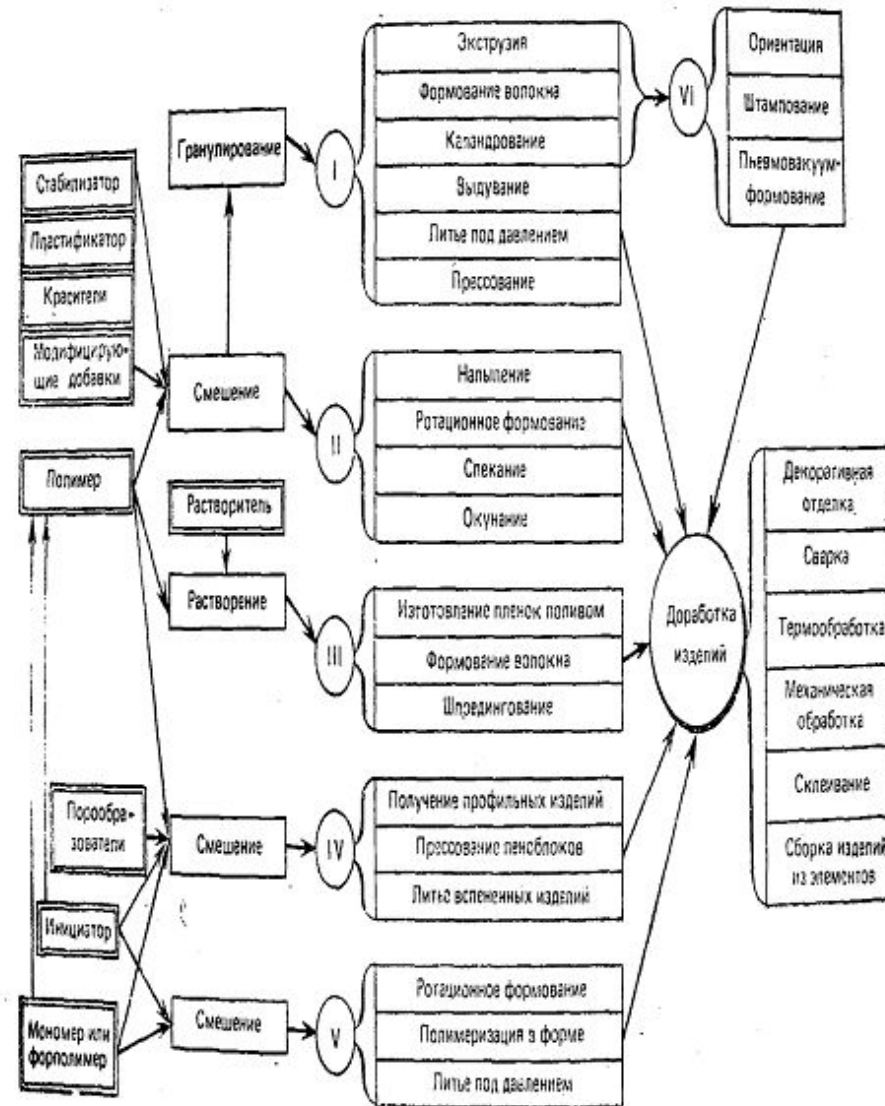 Экструзия
Формование волокна
Каландрование
Выдувание
Литье под давлением
Прессование
Ориентация
Штампование
Пневмовакуум-
формование
VI
Гранулирование
I
Стабилизатор
Пластификатор
Красители
Модифицирую-
щие добавки
Смешение
II
Напыление
Ротационное формование
Спекание
Окунание
Полимер
Растворитель
Растворение
III
Изготовление пленок поливом
Формование волокна
Шпредингование
Доработка
изделий
Декоративная
отделка
Сварка
Термообработка
Механическая
обработка
Склеивание
Сборка изделий
из элементов
Порообра-
зователи
Смешение
IV
Получение профильных изделий
Прессование пеноблоков
Литье вспененных изделий
Инициатор
Мономер или
форполимер
Смешение
V
Ротационное формование
Полимеризация в форме
Литье под давлением